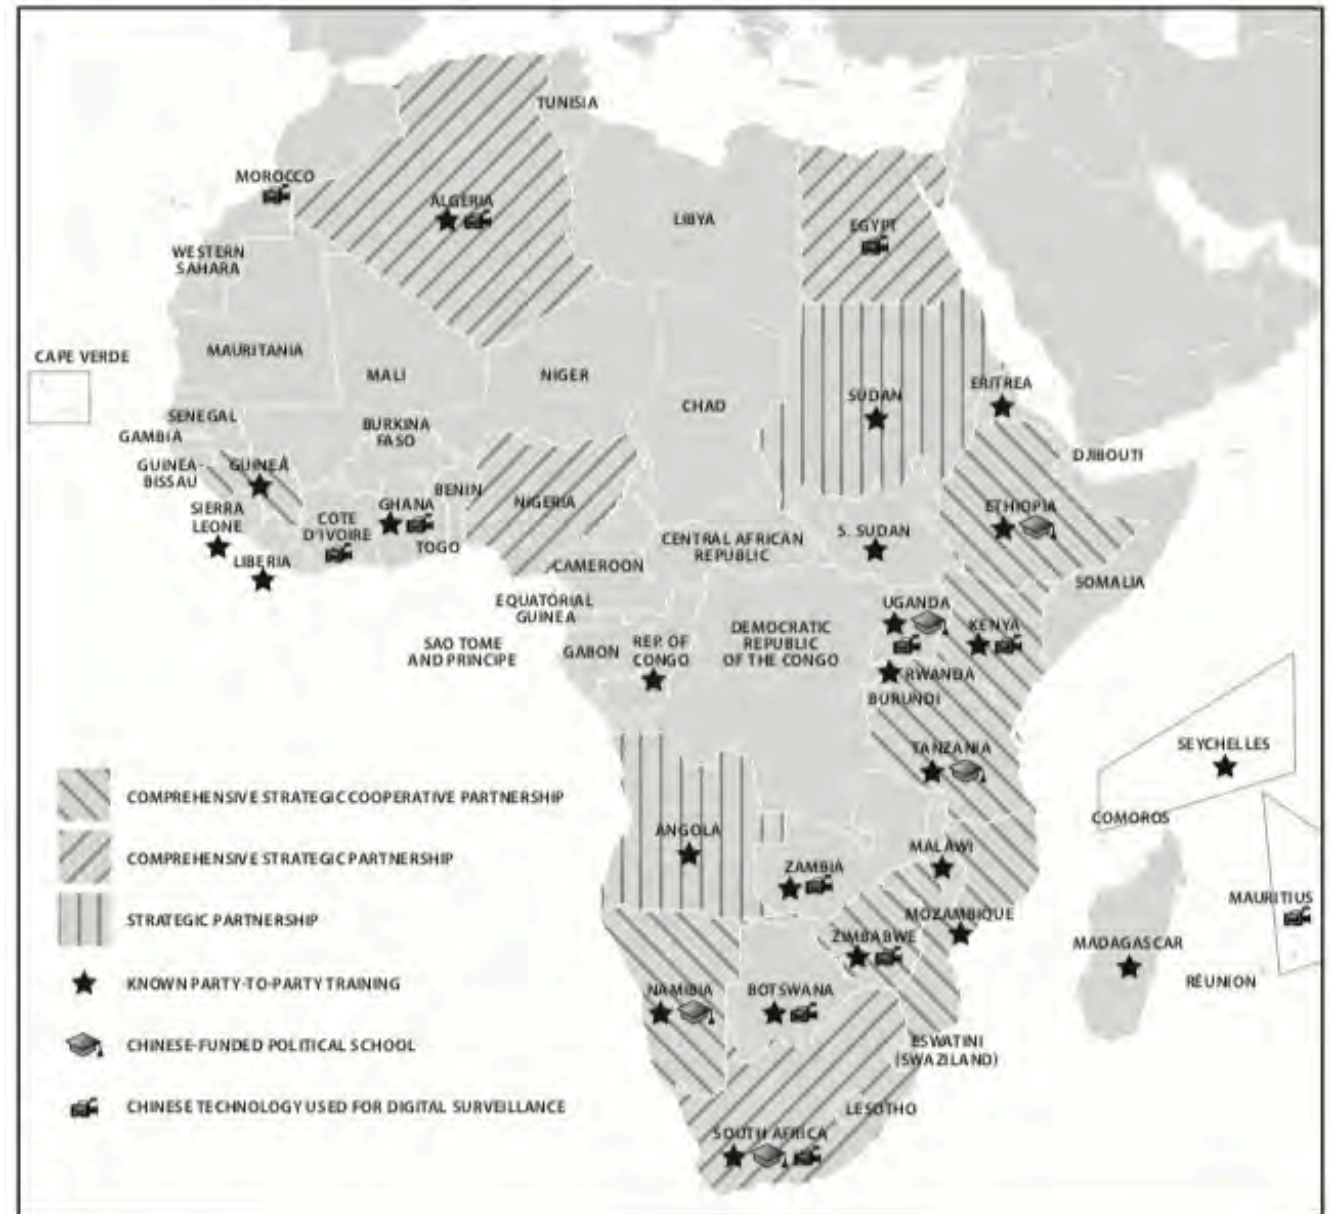 TUNISIA
MOROCCO
ALGERIA
LIBYA
EGYPT
WESTERN
SAHARA
CAPE VERDE
MAURITANIA
MALI
NIGER
CHAD
SUDAN
ERITREA
SENEGAL
GAMBIA
BURKINA
FASO
GUINEA-
BISSAU
GUINEA
DJIBOUTI
SIERRA
LEONE
COTE
D'IVOIRE
GHANA
BENIN
NIGERIA
ETHIOPIA
TOGO
LIBERIA
CENTRAL AFRICAN
REPUBLIC
S. SUDAN
CAMEROON
SOMALIA
EQUATORIAL
GUINEA
UGANDA
KENYA
SAO TOME
AND PRINCIPE
GABON
REP. OF
CONGO
DEMOCRATIC
REPUBLIC
OF THE CONGO
RWANDA
BURUNDI
TANZANIA
SEYCHELLES
COMOROS
ANGOLA
MALAWI
ZAMBIA
MOZAMBIQUE
ZIMBABWE
MAURITIUS
MADAGASCAR
RÉUNION
NAMIBIA
BOTSWANA
ESWATINI
(SWAZILAND)
LESOTHO
SOUTH AFRICA
COMPREHENSIVE STRATEGIC COOPERATIVE PARTNERSHIP
COMPREHENSIVE STRATEGIC PARTNERSHIP
STRATEGIC PARTNERSHIP
KNOWN PARTY-TO-PARTY TRAINING
CHINESE-FUNDED POLITICAL SCHOOL
CHINESE TECHNOLOGY USED FOR DIGITAL SURVEILLANCE